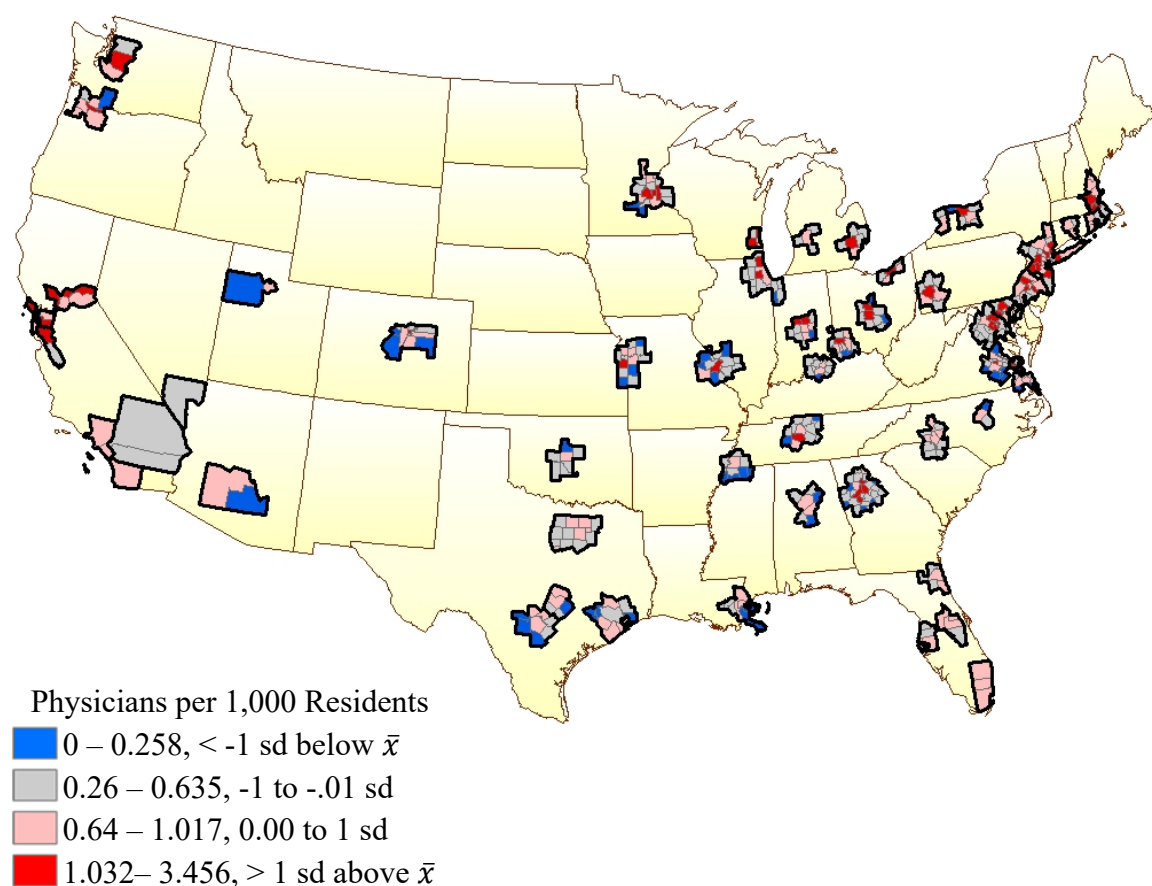 Physicians per 1,000 Residents
0 – 0.258, < -1 sd below x̄
0.26 – 0.635, -1 to -.01 sd
0.64 – 1.017, 0.00 to 1 sd
1.032– 3.456, > 1 sd above x̄